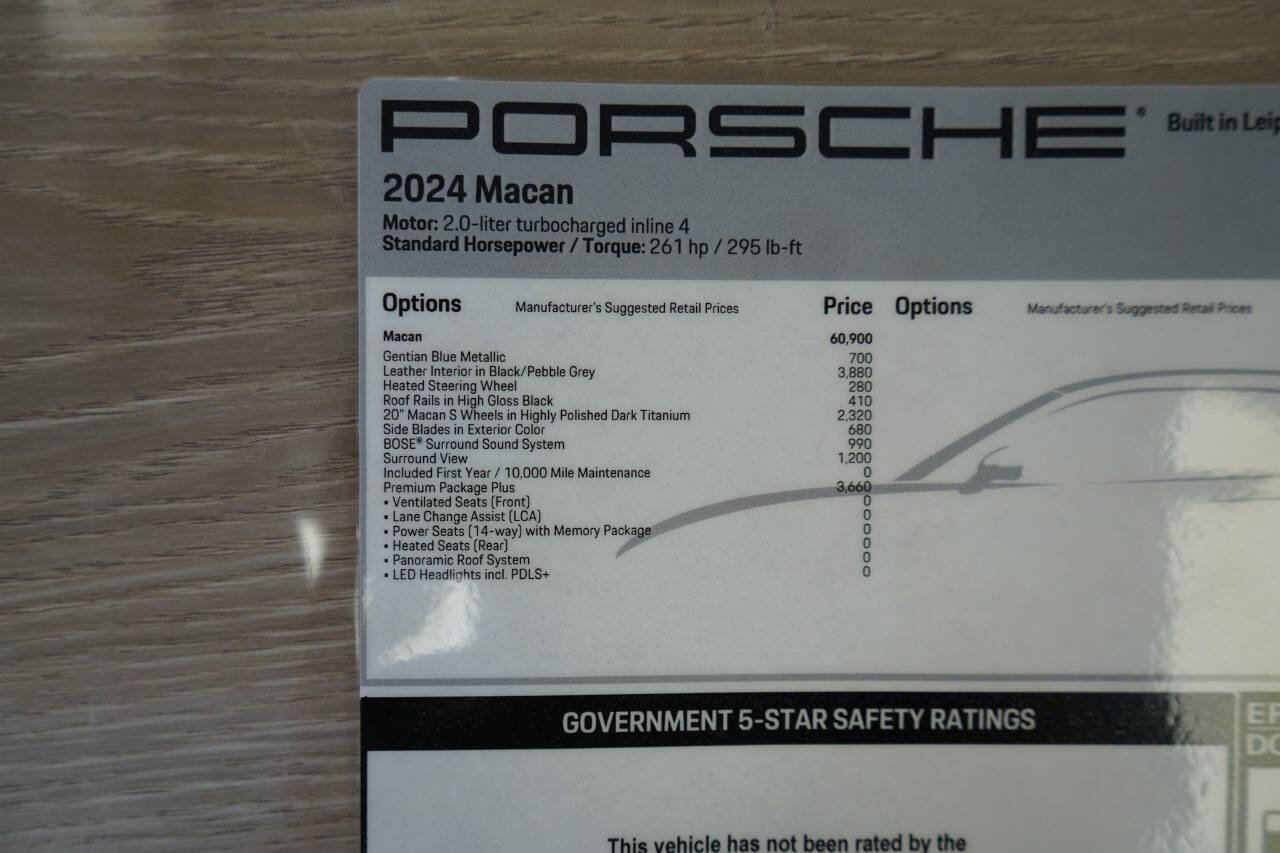 PORSCHE® Built in
2024 Macan
Motor: 2.0-liter turbocharged inline 4
Standard Horsepower / Torque: 261 hp / 295 lb-ft
Options Manufacturer's Suggested Retail Prices Price Options Manufacturer's Suggested Retail Prices
Macan 60,900
Gentian Blue Metallic 700
Leather Interior in Black/Pebble Grey 3,880
Heated Steering Wheel 280
Roof Rails in High Gloss Black 410
20" Macan S Wheels in Highly Polished Dark Titanium 2,320
Side Blades in Exterior Color 680
BOSE® Surround Sound System 990
Surround View 1,200
Included First Year / 10,000 Mile Maintenance 0
Premium Package Plus 3,660
▪ Ventilated Seats (Front) 0
▪ Lane Change Assist (LCA) 0
▪ Power Seats (14-way) with Memory Package 0
▪ Heated Seats (Rear) 0
▪ Panoramic Roof System 0
▪ LED Headlights incl. PDLS+ 0
GOVERNMENT 5-STAR SAFETY RATINGS
This vehicle has not been rated by the